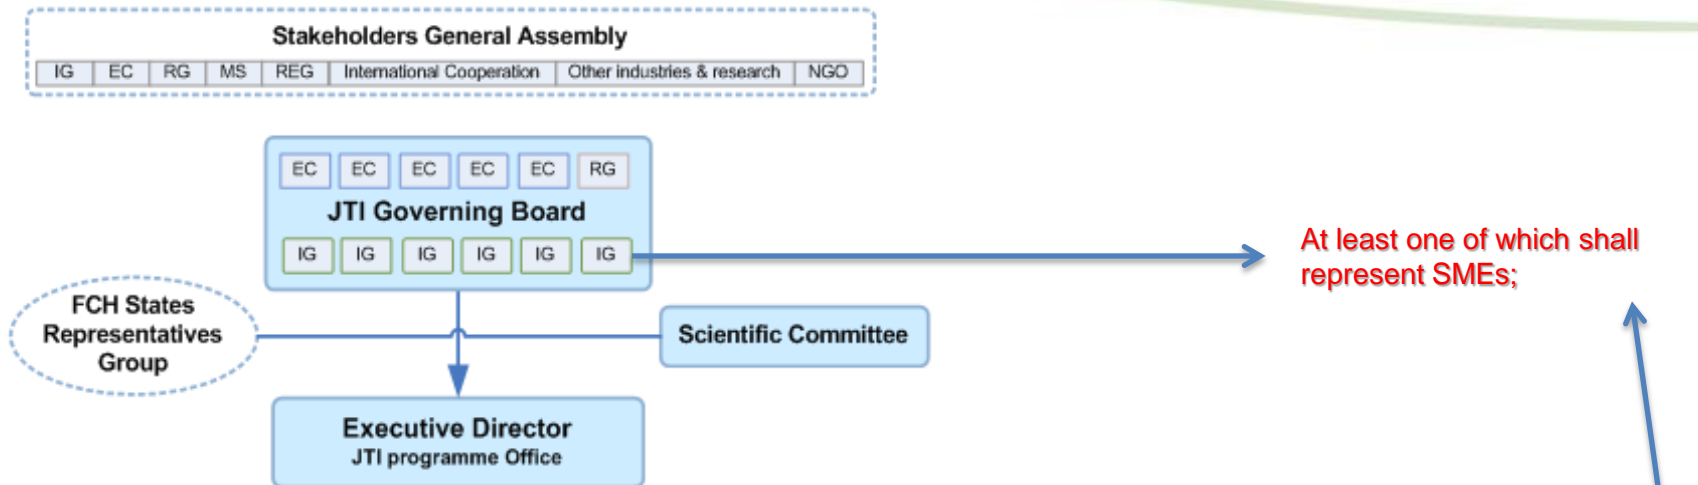 Stakeholders General Assembly
IG EC RG MS REG International Cooperation Other industries & research NGO
EC EC EC EC EC RG
JTI Governing Board
IG IG IG IG IG IG
At least one of which shall
represent SMEs;
FCH States
Representatives
Group
Scientific Committee
Executive Director
JTI programme Office